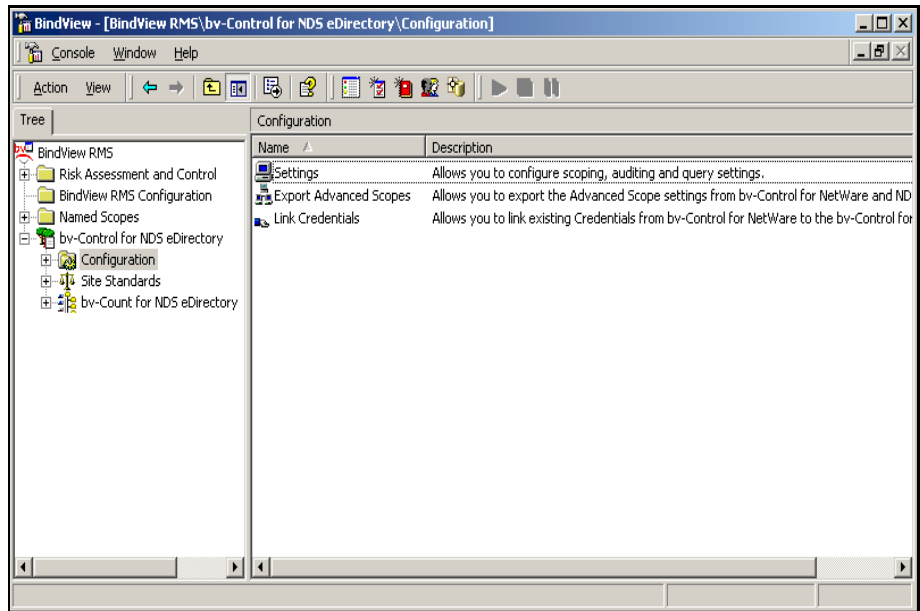 BindView - [BindView RMS\bv-Control for NDS eDirectory\Configuration]
Console Window Help
Action View
Tree
Configuration
Name Description
BindView RMS
Risk Assessment and Control
BindView RMS Configuration
Named Scopes
bv-Control for NDS eDirectory
Configuration
Site Standards
bv-Count for NDS eDirectory
Settings Allows you to configure scoping, auditing and query settings.
Export Advanced Scopes Allows you to export the Advanced Scope settings from bv-Control for NetWare and ND
Link Credentials Allows you to link existing Credentials from bv-Control for NetWare to the bv-Control for